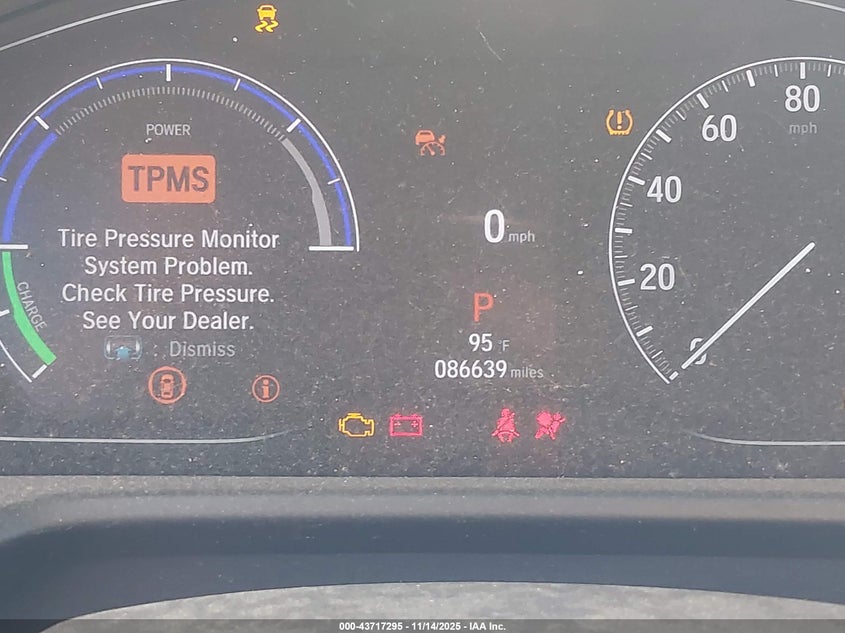 POWER
TPMS
Tire Pressure Monitor
System Problem.
Check Tire Pressure.
See Your Dealer.
: Dismiss
CHARGE
0 mph
P
95 °F
086639 miles
80
mph
60
40
20
0
000-43717295 - 11/14/2025 - IAA Inc.